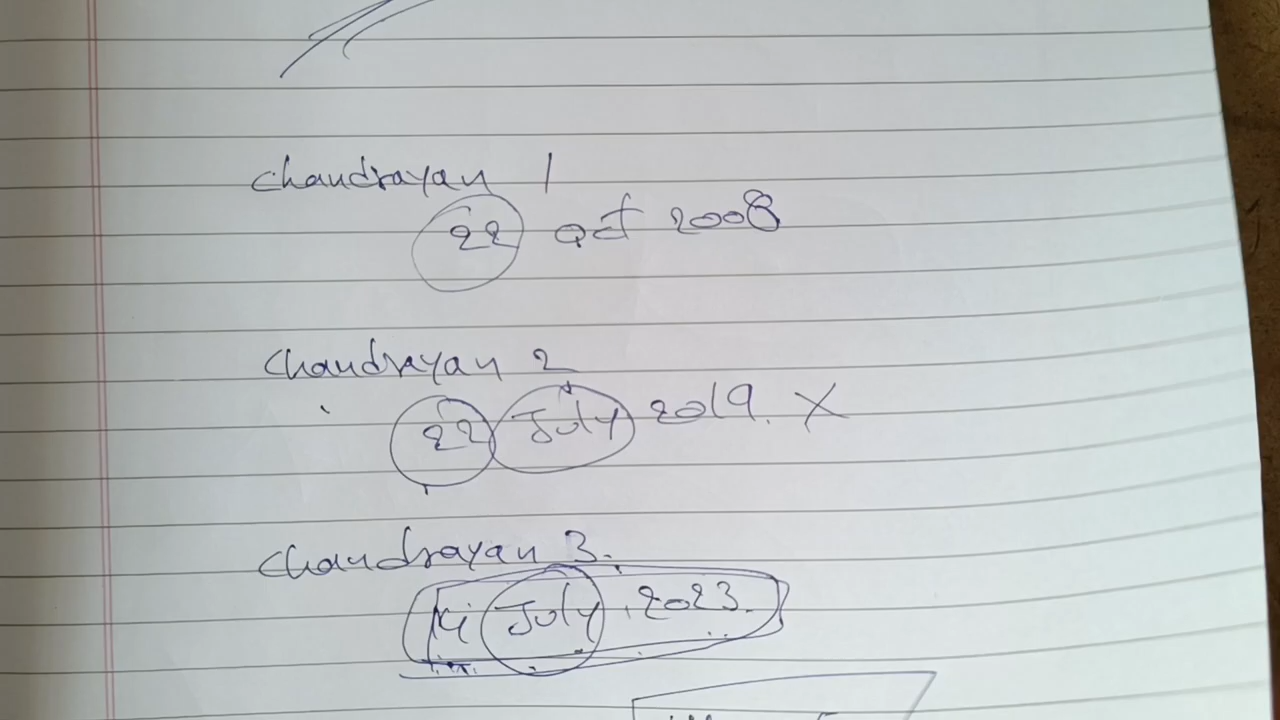 Chandrayan 1
22 Oct 2008
Chandrayan 2
22 July 2019. X
Chandrayan 3.
14 July . 2023.